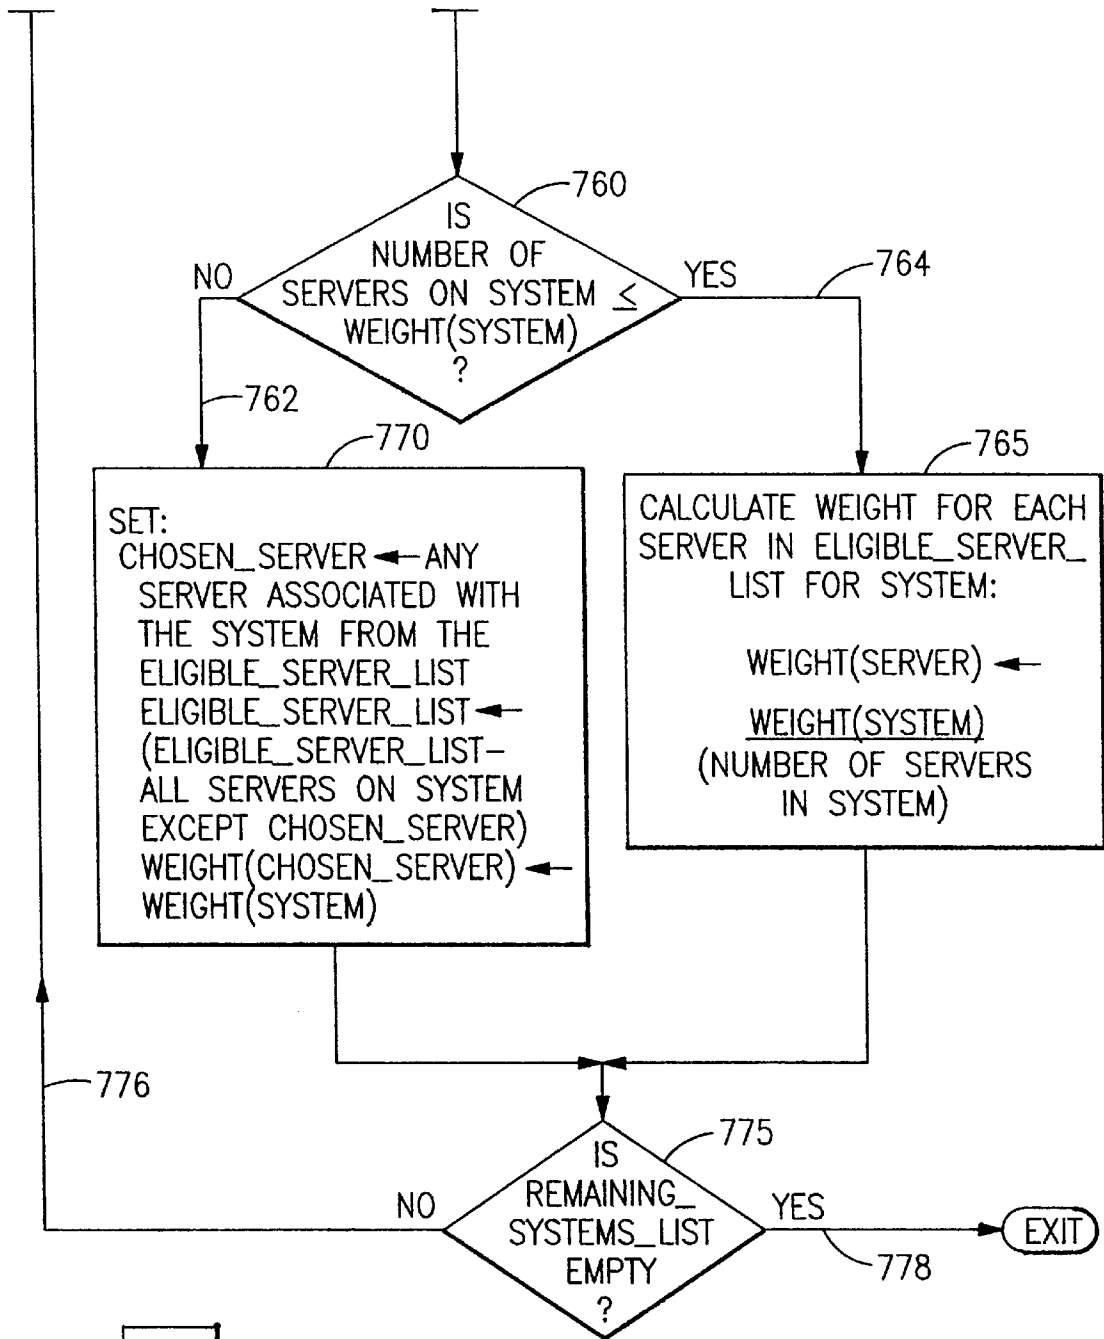 760
IS
NUMBER OF
SERVERS ON SYSTEM ≤
WEIGHT(SYSTEM)
?
NO
YES
764
762
770
SET:
CHOSEN_SERVER ← ANY
SERVER ASSOCIATED WITH
THE SYSTEM FROM THE
ELIGIBLE_SERVER_LIST
ELIGIBLE_SERVER_LIST ←
(ELIGIBLE_SERVER_LIST–
ALL SERVERS ON SYSTEM
EXCEPT CHOSEN_SERVER)
WEIGHT(CHOSEN_SERVER) ←
WEIGHT(SYSTEM)
765
CALCULATE WEIGHT FOR EACH
SERVER IN ELIGIBLE_SERVER_
LIST FOR SYSTEM:
WEIGHT(SERVER) ←
WEIGHT(SYSTEM)
(NUMBER OF SERVERS
IN SYSTEM)
776
775
IS
REMAINING_
SYSTEMS_LIST
EMPTY
?
NO
YES
778
EXIT